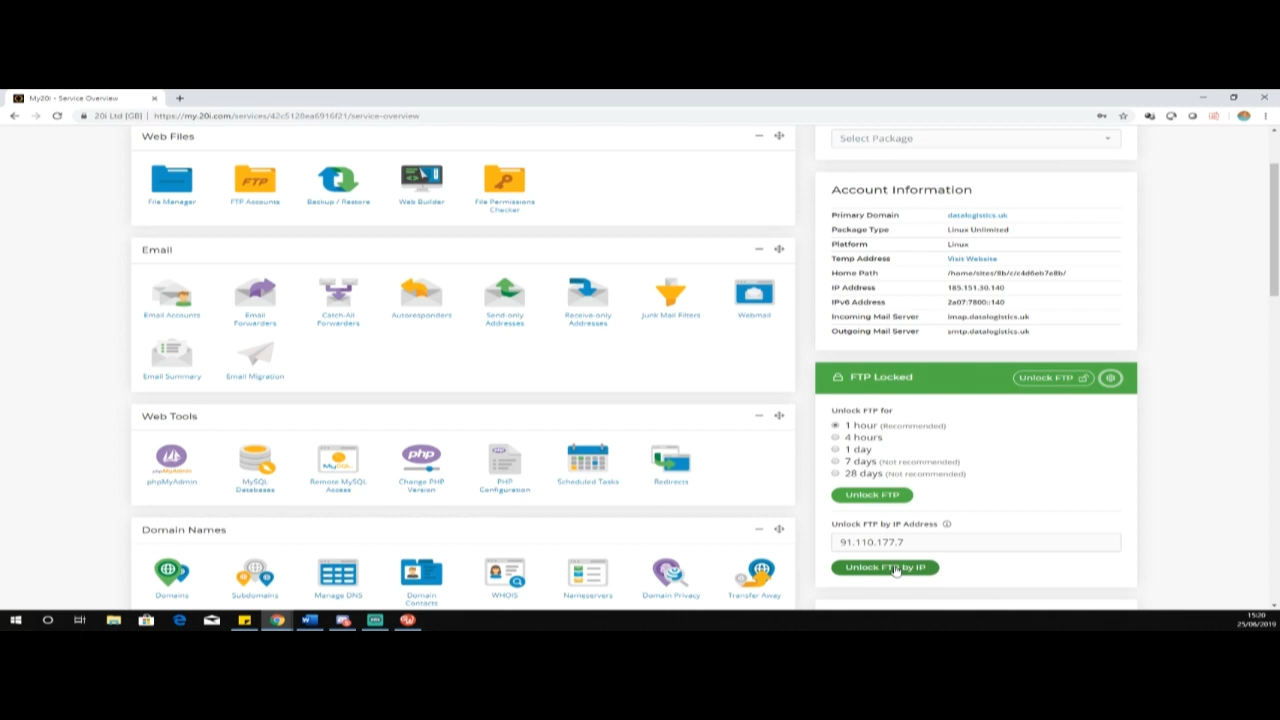 My20i - Service Overview
20i Ltd [GB] | https://my.20i.com/services/42c5128ea6916f21/service-overview
Web Files
File Manager
FTP Accounts
Backup / Restore
Web Builder
File Permissions
Checker
Email
Email Accounts
Email
Forwarders
Catch-All
Forwarders
Autoresponders
Send-only
Addresses
Receive-only
Addresses
Junk Mail Filters
Webmail
Email Summary
Email Migration
Web Tools
phpMyAdmin
MySQL
Databases
Remote MySQL
Access
Change PHP
Version
PHP
Configuration
Scheduled Tasks
Redirects
Domain Names
Domains
Subdomains
Manage DNS
Domain
Contacts
WHOIS
Nameservers
Domain Privacy
Transfer Away
Select Package
Account Information
Primary Domain datalogistics.uk
Package Type Linux Unlimited
Platform Linux
Temp Address Visit Website
Home Path /home/sites/8b/c/c4d6eb7e8b/
IP Address 185.151.30.140
IPv6 Address 2a07:7800::140
Incoming Mail Server imap.datalogistics.uk
Outgoing Mail Server smtp.datalogistics.uk
FTP Locked Unlock FTP
Unlock FTP for
1 hour (Recommended)
4 hours
1 day
7 days (Not recommended)
28 days (Not recommended)
Unlock FTP
Unlock FTP by IP Address
91.110.177.7
Unlock FTP by IP
15:20
25/06/2019